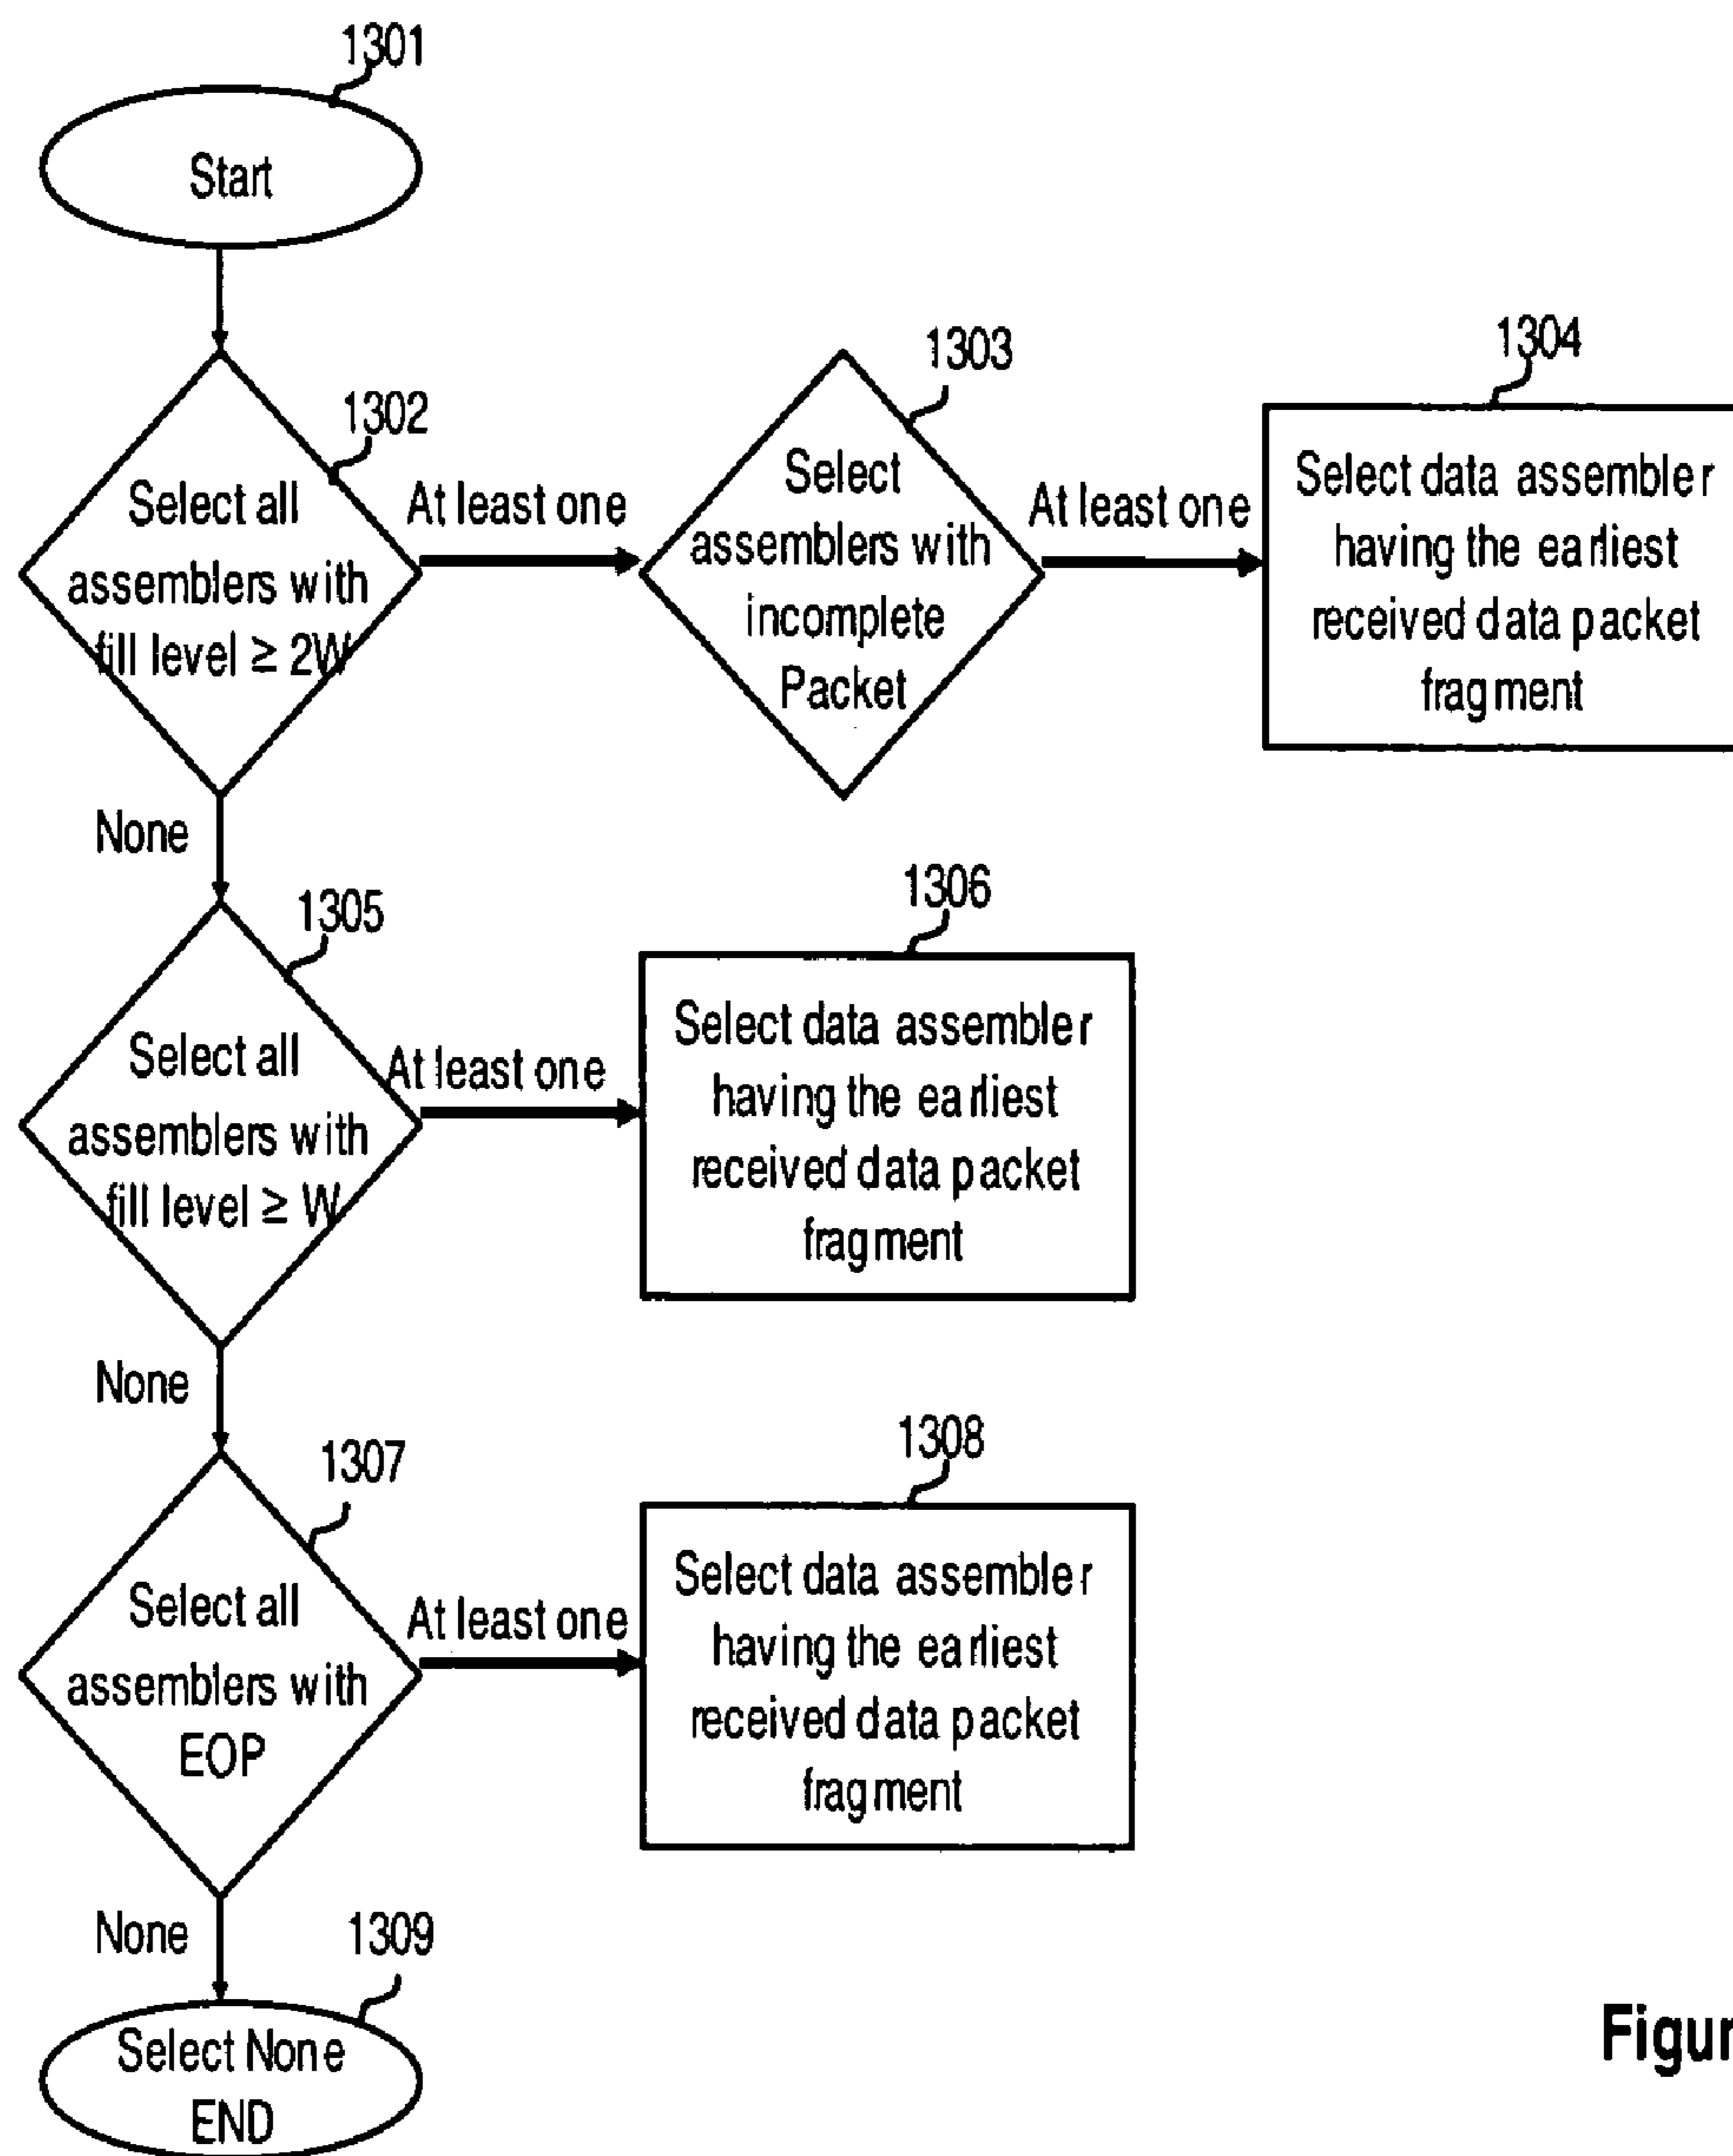 1301
Start
1302
Select all
assemblers with
fill level ≥ 2W
At least one
1303
Select
assemblers with
incomplete
Packet
At least one
1304
Select data assembler
having the earliest
received data packet
fragment
None
1305
Select all
assemblers with
fill level ≥ W
At least one
1306
Select data assembler
having the earliest
received data packet
fragment
None
1307
Select all
assemblers with
EOP
At least one
1308
Select data assembler
having the earliest
received data packet
fragment
None
1309
Select None
END
Figur